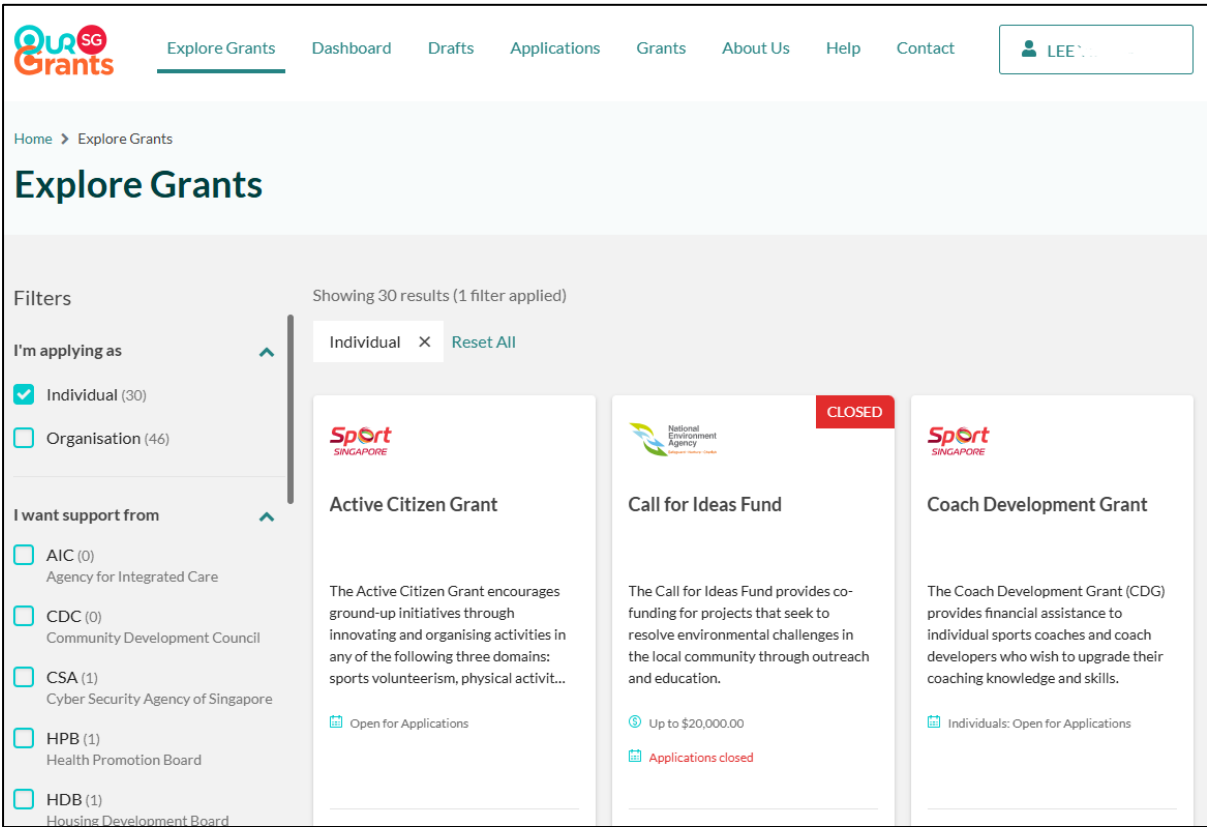 OUR SG
Grants
Explore Grants
Dashboard
Drafts
Applications
Grants
About Us
Help
Contact
LEE
Home > Explore Grants
Explore Grants
Filters
I'm applying as
Individual (30)
Organisation (46)
I want support from
AIC (0)
Agency for Integrated Care
CDC (0)
Community Development Council
CSA (1)
Cyber Security Agency of Singapore
HPB (1)
Health Promotion Board
HDB (1)
Housing Development Board
Showing 30 results (1 filter applied)
Individual ×
Reset All
Sport
SINGAPORE
Active Citizen Grant
The Active Citizen Grant encourages
ground-up initiatives through
innovating and organising activities in
any of the following three domains:
sports volunteerism, physical activit...
Open for Applications
CLOSED
National
Environment
Agency
Call for Ideas Fund
The Call for Ideas Fund provides co-
funding for projects that seek to
resolve environmental challenges in
the local community through outreach
and education.
Up to $20,000.00
Applications closed
Sport
SINGAPORE
Coach Development Grant
The Coach Development Grant (CDG)
provides financial assistance to
individual sports coaches and coach
developers who wish to upgrade their
coaching knowledge and skills.
Individuals: Open for Applications